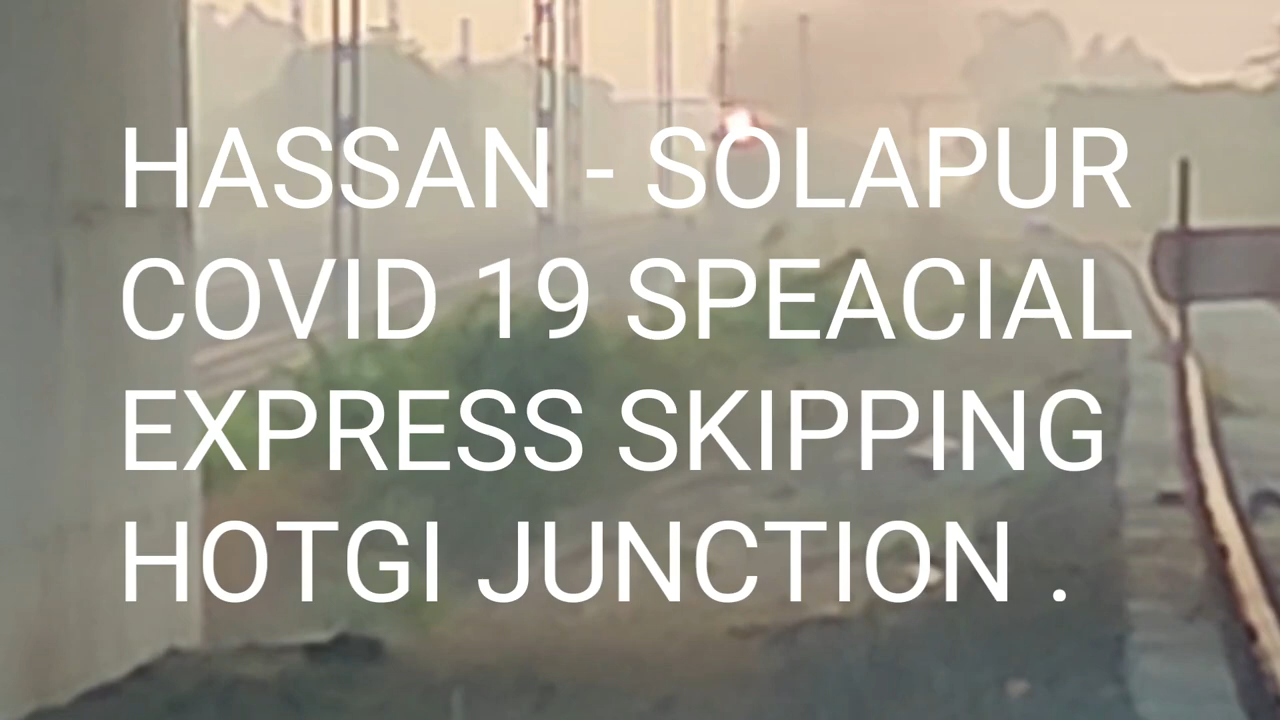 HASSAN - SOLAPUR
COVID 19 SPEACIAL
EXPRESS SKIPPING
HOTGI JUNCTION .